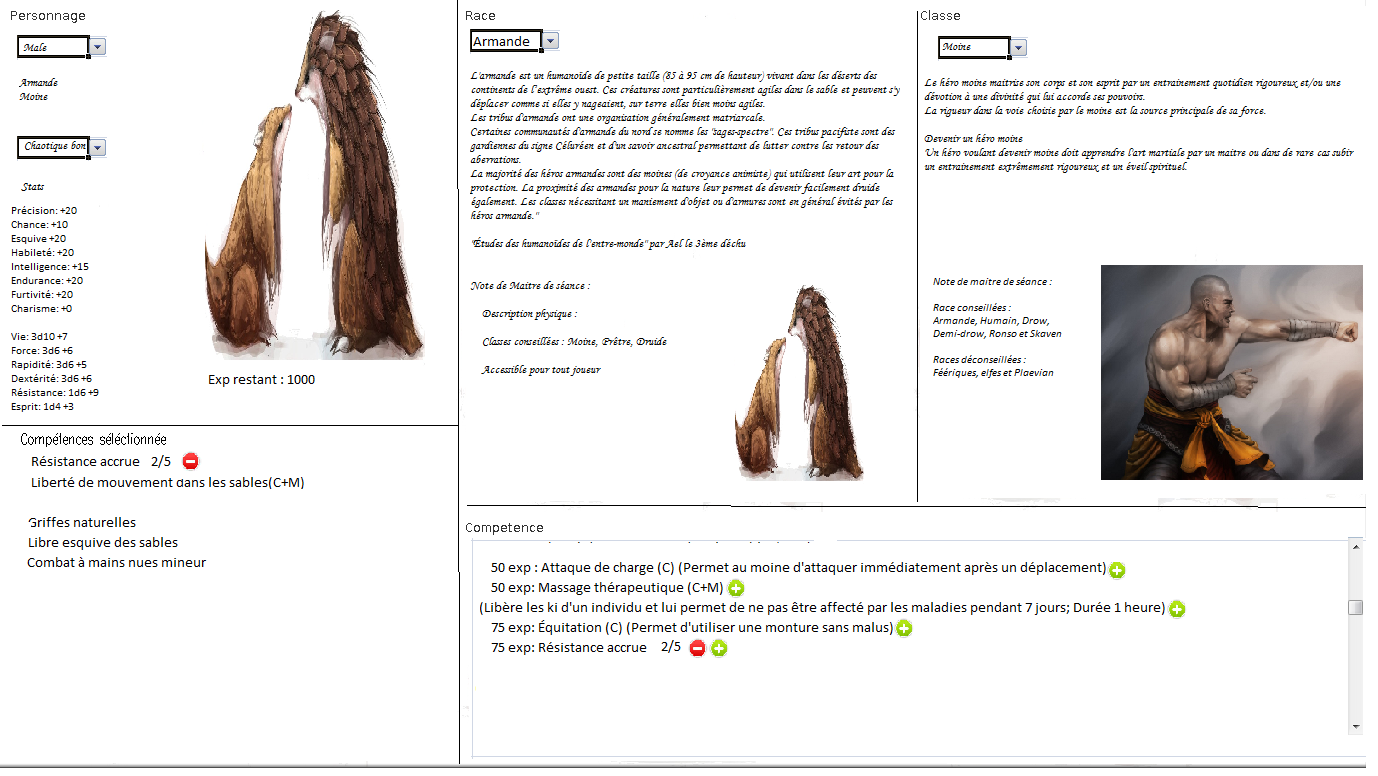 Personnage
Male
Armande
Moine
Chaotique bon
Stats
Précision: +20
Chance: +10
Esquive +20
Habileté: +20
Intelligence: +15
Endurance: +20
Furtivité: +20
Charisme: +0
Vie: 3d10 +7
Force: 3d6 +6
Rapidité: 3d6 +5
Dextérité: 3d6 +6
Résistance: 1d6 +9
Esprit: 1d4 +3
Exp restant : 1000
Compétences séléctionnée
Résistance accrue 2/5
Liberté de mouvement dans les sables(C+M)
Griffes naturelles
Libre esquive des sables
Combat à mains nues mineur
Race
Armande
L'armande est un humanoïde de petite taille (85 à 95 cm de hauteur) vivant dans les déserts des
continents de l'extrême ouest. Ces créatures sont particulièrement agiles dans le sable et peuvent s'y
déplacer comme si elles y nageaient, sur terre elles bien moins agiles.
Les tribus d'armande ont une organisation généralement matriarcale.
Certaines communautés d'armande du nord se nomme les "sages-spectre". Ces tribus pacifiste sont des
gardiennes du signe Céluréen et d'un savoir ancestral permettant de lutter contre les retour des
aberrations.
La majorité des héros armandes sont des moines (de croyance animiste) qui utilisent leur art pour la
protection. La proximité des armandes pour la nature leur permet de devenir facilement druide
également. Les classes nécessitant un maniement d'objet ou d'armures sont en général évités par les
héros armande."
"Études des humanoïdes de l'entre-monde" par Ael le 3ème déchu
Note de Maitre de séance :
Description physique :
Classes conseillées : Moine, Prêtre, Druide
Accessible pour tout joueur
Classe
Moine
Le héro moine maitrise son corps et son esprit par un entrainement quotidien rigoureux et/ou une
dévotion à une divinité qui lui accorde ses pouvoirs.
La rigueur dans la voie choisie par le moine est la source principale de sa force.
Devenir un héro moine
Un héro voulant devenir moine doit apprendre l'art martiale par un maitre ou dans de rare cas subir
un entrainement extrêmement rigoureux et un éveil spirituel.
Note de maitre de séance :
Race conseillées :
Armande, Humain, Drow,
Demi-drow, Ronso et Skaven
Races déconseillées :
Féériques, elfes et Plaevian
Competence
50 exp : Attaque de charge (C) (Permet au moine d'attaquer immédiatement après un déplacement)
50 exp: Massage thérapeutique (C+M)
(Libère les ki d'un individu et lui permet de ne pas être affecté par les maladies pendant 7 jours; Durée 1 heure)
75 exp: Équitation (C) (Permet d'utiliser une monture sans malus)
75 exp: Résistance accrue 2/5